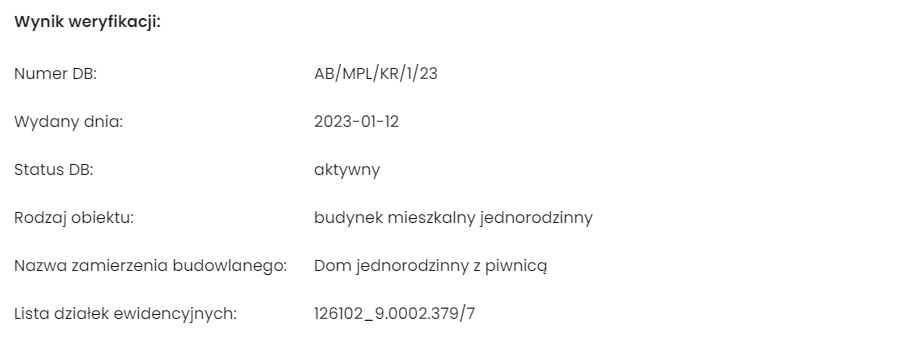 Wynik weryfikacji:
Numer DB: AB/MPL/KR/1/23
Wydany dnia: 2023-01-12
Status DB: aktywny
Rodzaj obiektu: budynek mieszkalny jednorodzinny
Nazwa zamierzenia budowlanego: Dom jednorodzinny z piwnicą
Lista działek ewidencyjnych: 126102_9.0002.379/7